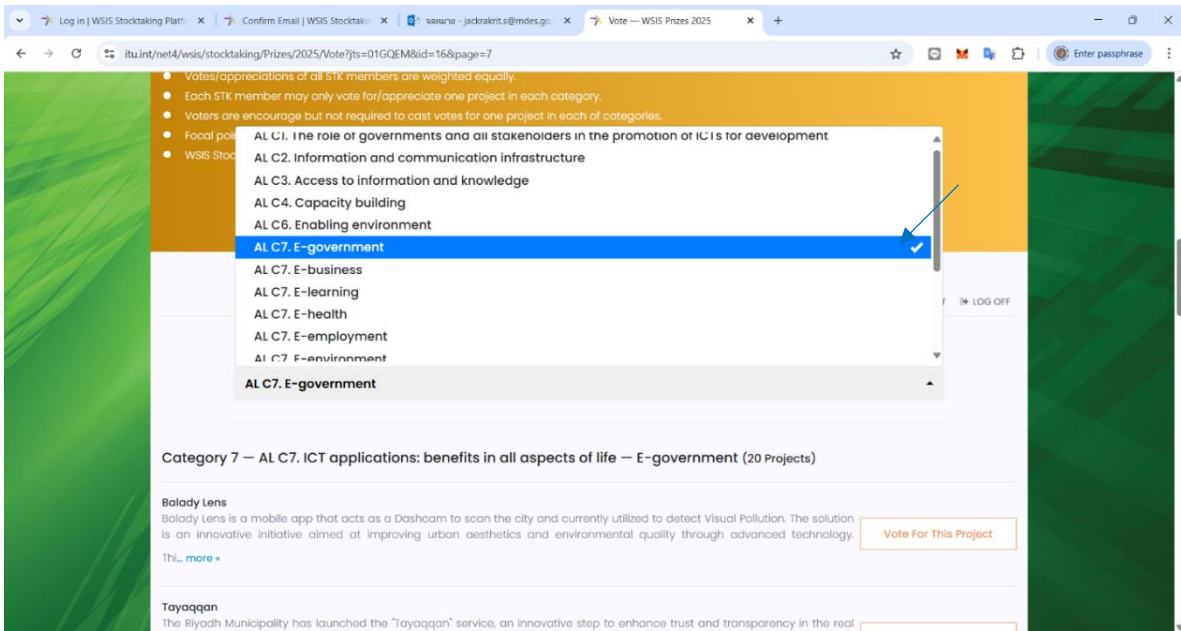 Log in | WSIS Stocktaking Platfo
Confirm Email | WSIS Stocktakin
จดหมาย - jackrakrit.s@mdes.go.
Vote — WSIS Prizes 2025
itu.int/net4/wsis/stocktaking/Prizes/2025/Vote?jts=01GQEM&id=16&page=7
Enter passphrase
Votes/appreciations of all STK members are weighted equally.
Each STK member may only vote for/appreciate one project in each category.
Voters are encourage but not required to cast votes for one project in each of categories.
Focal poi
WSIS Stoc
AL C1. The role of governments and all stakeholders in the promotion of ICTs for development
AL C2. Information and communication infrastructure
AL C3. Access to information and knowledge
AL C4. Capacity building
AL C6. Enabling environment
AL C7. E-government
AL C7. E-business
AL C7. E-learning
AL C7. E-health
AL C7. E-employment
AL C7. E-environment
LOG OFF
AL C7. E-government
Category 7 — AL C7. ICT applications: benefits in all aspects of life — E-government (20 Projects)
Balady Lens
Balady Lens is a mobile app that acts as a Dashcam to scan the city and currently utilized to detect Visual Pollution. The solution
is an innovative initiative aimed at improving urban aesthetics and environmental quality through advanced technology.
Thi... more »
Vote For This Project
Tayaqqan
The Riyadh Municipality has launched the "Tayaqqan" service, an innovative step to enhance trust and transparency in the real